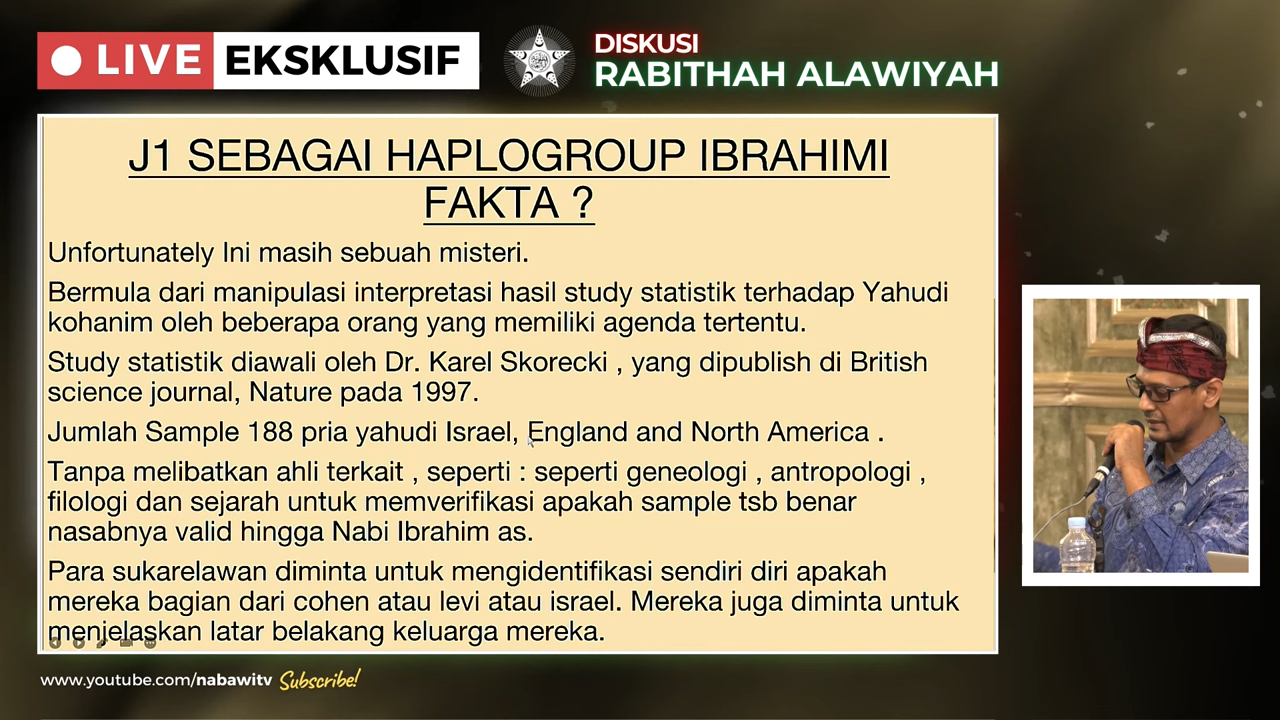 LIVE EKSKLUSIF
DISKUSI
RABITHAH ALAWIYAH
J1 SEBAGAI HAPLOGROUP IBRAHIMI
FAKTA ?
Unfortunately Ini masih sebuah misteri.
Bermula dari manipulasi interpretasi hasil study statistik terhadap Yahudi
kohanim oleh beberapa orang yang memiliki agenda tertentu.
Study statistik diawali oleh Dr. Karel Skorecki , yang dipublish di British
science journal, Nature pada 1997.
Jumlah Sample 188 pria yahudi Israel, England and North America .
Tanpa melibatkan ahli terkait , seperti : seperti geneologi , antropologi ,
filologi dan sejarah untuk memverifikasi apakah sample tsb benar
nasabnya valid hingga Nabi Ibrahim as.
Para sukarelawan diminta untuk mengidentifikasi sendiri diri apakah
mereka bagian dari cohen atau levi atau israel. Mereka juga diminta untuk
menjelaskan latar belakang keluarga mereka.
www.youtube.com/nabawitv Subscribe!